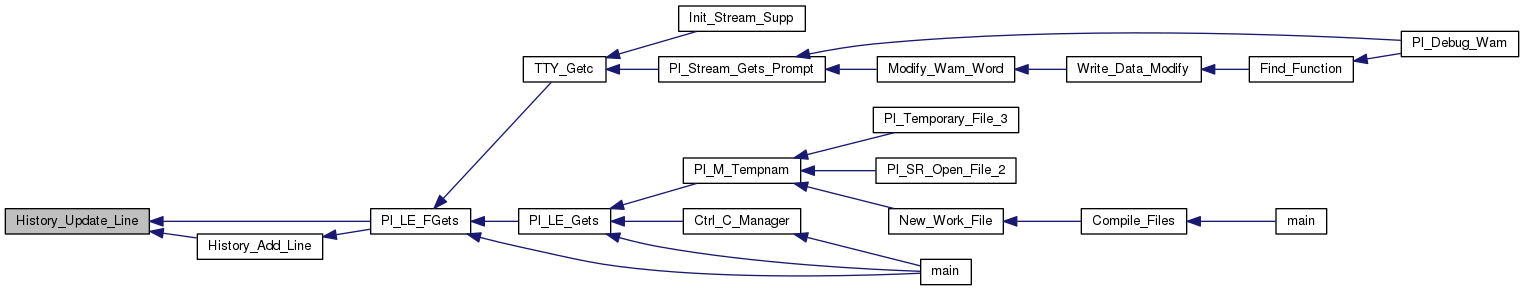 Init_Stream_Supp
Pl_Debug_Wam
TTY_Getc
Pl_Stream_Gets_Prompt
Modify_Wam_Word
Write_Data_Modify
Find_Function
Pl_Temporary_File_3
Pl_M_Tempnam
Pl_SR_Open_File_2
History_Update_Line
Pl_LE_FGets
Pl_LE_Gets
Ctrl_C_Manager
New_Work_File
Compile_Files
main
History_Add_Line
main